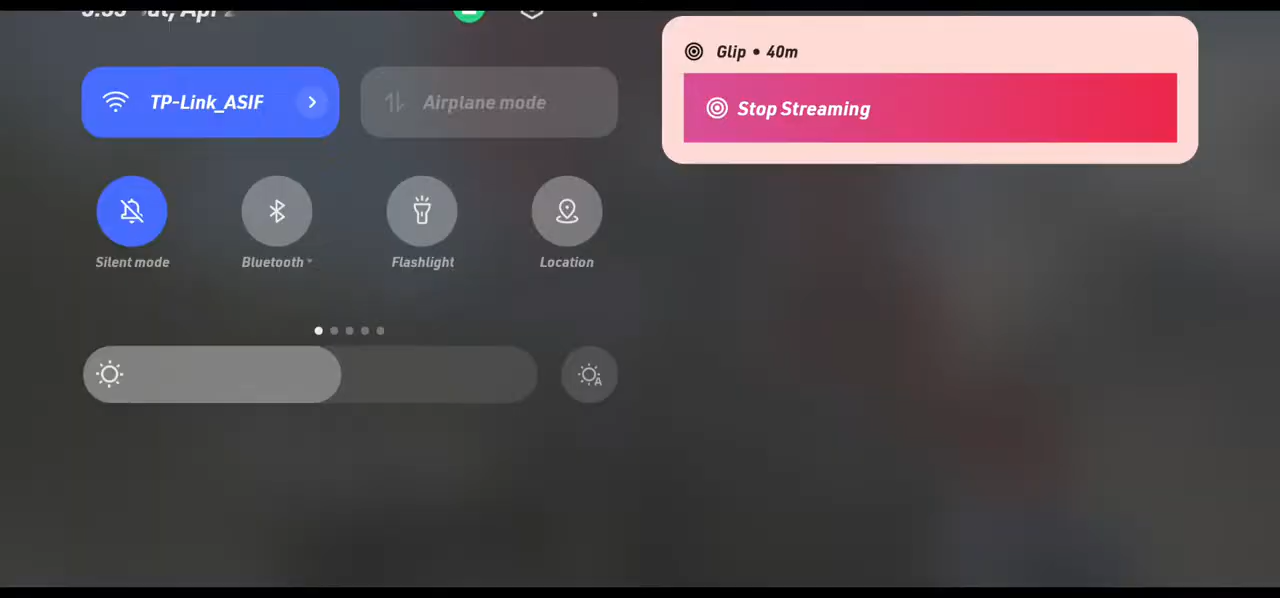 TP-Link_ASIF
Airplane mode
Silent mode
Bluetooth
Flashlight
Location
Glip • 40m
Stop Streaming